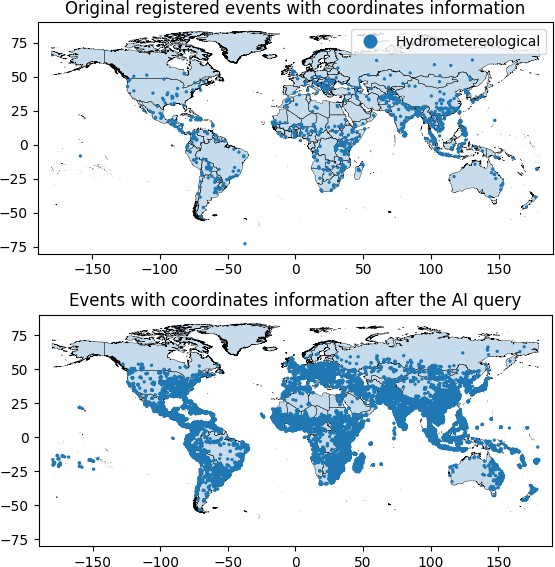 Original registered events with coordinates information
Hydrometereological
75
50
25
0
−25
−50
−75
−150 −100 −50 0 50 100 150
Events with coordinates information after the AI query
75
50
25
0
−25
−50
−75
−150 −100 −50 0 50 100 150